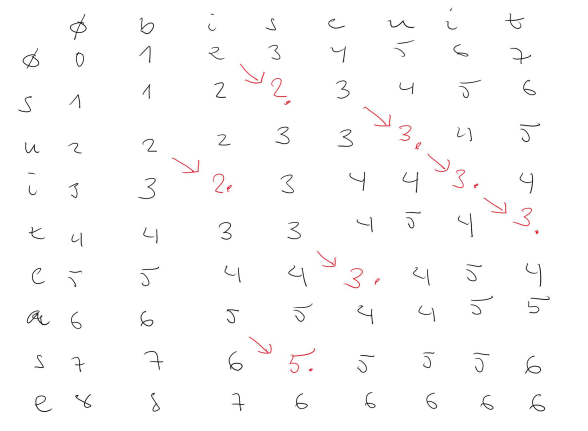 ∅ b i s c u i t
∅ 0 1 2 3 4 5 6 7
s 1 1 2 2. 3 4 5 6
u 2 2 2 3 3 3. 4 5
i 3 3 2. 3 4 4 3. 4
t 4 4 3 3 4 5 4 3.
c 5 5 4 4 3. 4 5 4
a 6 6 5 5 4 4 5 5
s 7 7 6 5. 5 5 5 6
e 8 8 7 6 6 6 6 6